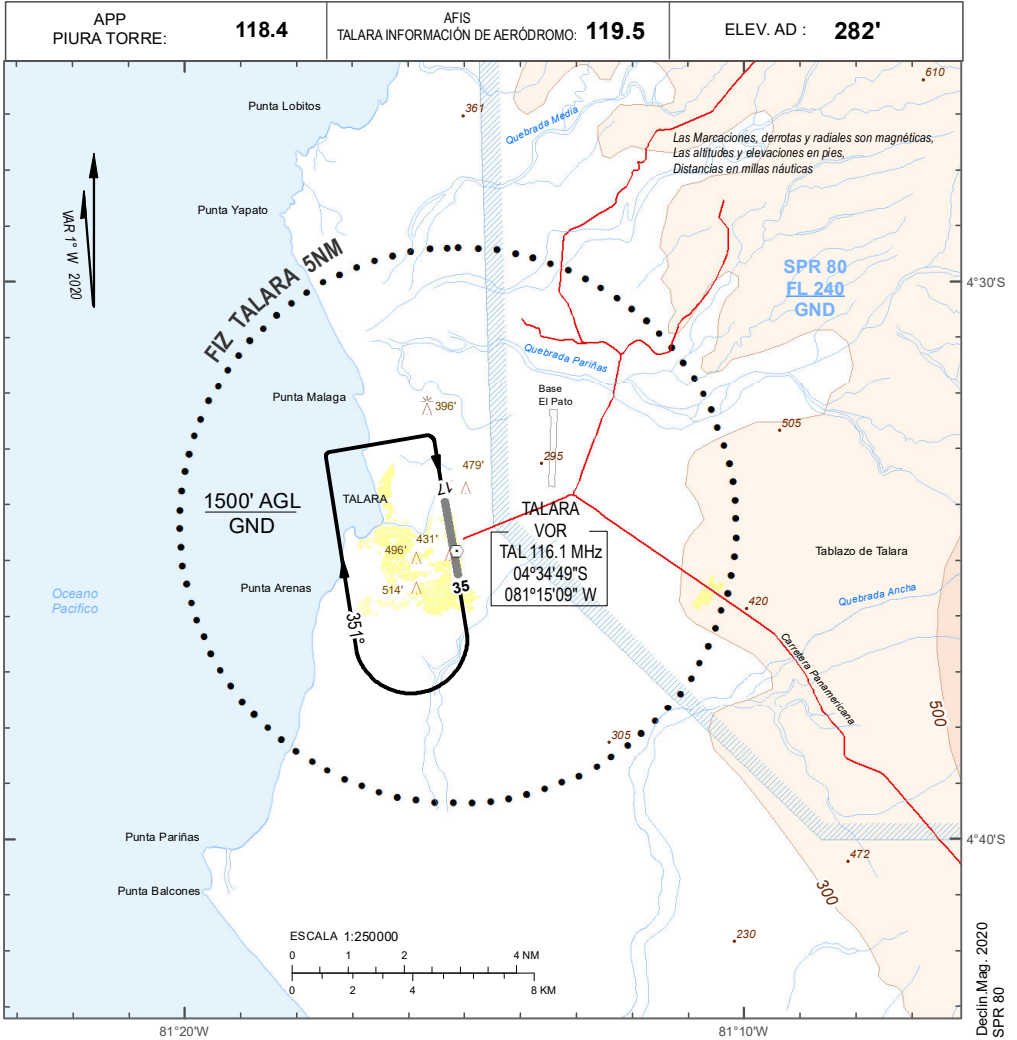 APP
PIURA TORRE:
118.4
AFIS
TALARA INFORMACIÓN DE AERÓDROMO:
119.5
ELEV. AD :
282'
610
Punta Lobitos
361
Quebrada Media
Las Marcaciones, derrotas y radiales son magnéticas,
Las altitudes y elevaciones en pies,
Distancias en millas náuticas
VAR 1° W 2020
Punta Yapato
FIZ TALARA 5NM
SPR 80
FL 240
GND
4°30'S
Quebrada Pariñas
Punta Malaga
396'
Base
El Pato
505
479'
295
17
1500' AGL
GND
TALARA
TALARA
VOR
TAL 116.1 MHz
04°34'49"S
081°15'09" W
431'
496'
514'
35
Tablazo de Talara
Punta Arenas
Oceano
Pacifico
351°
420
Quebrada Ancha
Carretera Panamericana
500
305
Punta Pariñas
4°40'S
472
Punta Balcones
300
230
ESCALA 1:250000
0 1 2 4 NM
0 2 4 8 KM
81°20'W
81°10'W
Declin.Mag. 2020
SPR 80